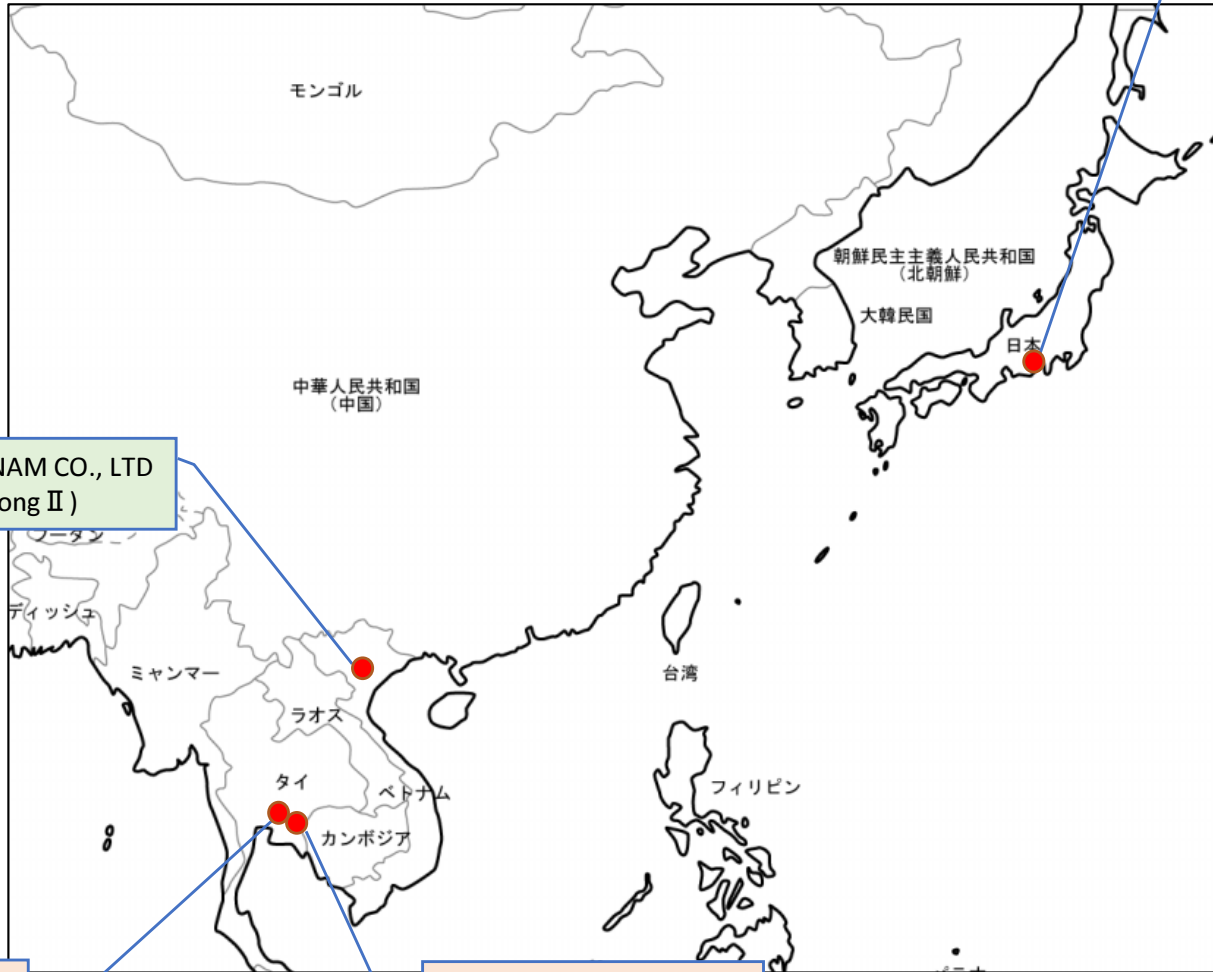 モンゴル
朝鮮民主主義人民共和国
（北朝鮮）
大韓民国
日本
中華人民共和国
（中国）
NAM CO., LTD
ong Ⅱ )
ブータン
ディッシュ
ミャンマー
台湾
ラオス
タイ
ベトナム
フィリピン
カンボジア